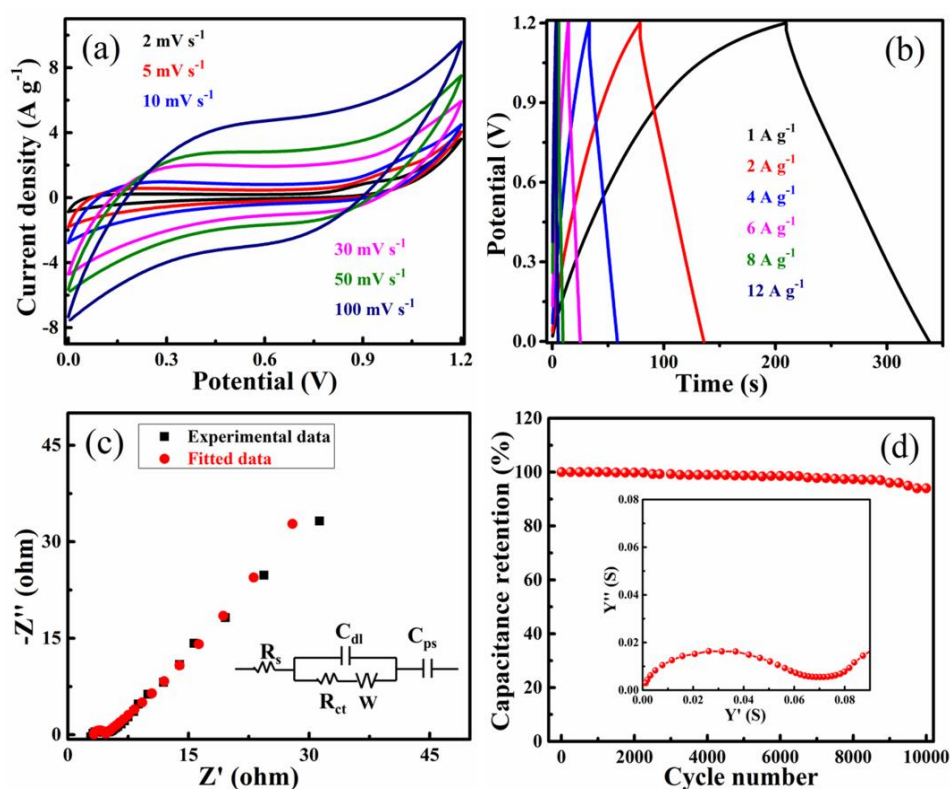 (a)
2 mV s⁻¹
5 mV s⁻¹
10 mV s⁻¹
30 mV s⁻¹
50 mV s⁻¹
100 mV s⁻¹
Current density (A g⁻¹)
8
4
0
-4
-8
0.0 0.3 0.6 0.9 1.2
Potential (V)
(b)
1 A g⁻¹
2 A g⁻¹
4 A g⁻¹
6 A g⁻¹
8 A g⁻¹
12 A g⁻¹
Potential (V)
1.2
0.9
0.6
0.3
0.0
0 100 200 300
Time (s)
(c)
Experimental data
Fitted data
-Z'' (ohm)
45
30
15
0
0 15 30 45
Z' (ohm)
Rs
Cdl
Cps
Rct
W
(d)
Capacitance retention (%)
120
100
80
60
40
20
0
0 2000 4000 6000 8000 10000
Cycle number
Y'' (S)
0.08
0.06
0.04
0.02
0.00
0.00 0.02 0.04 0.06 0.08
Y' (S)